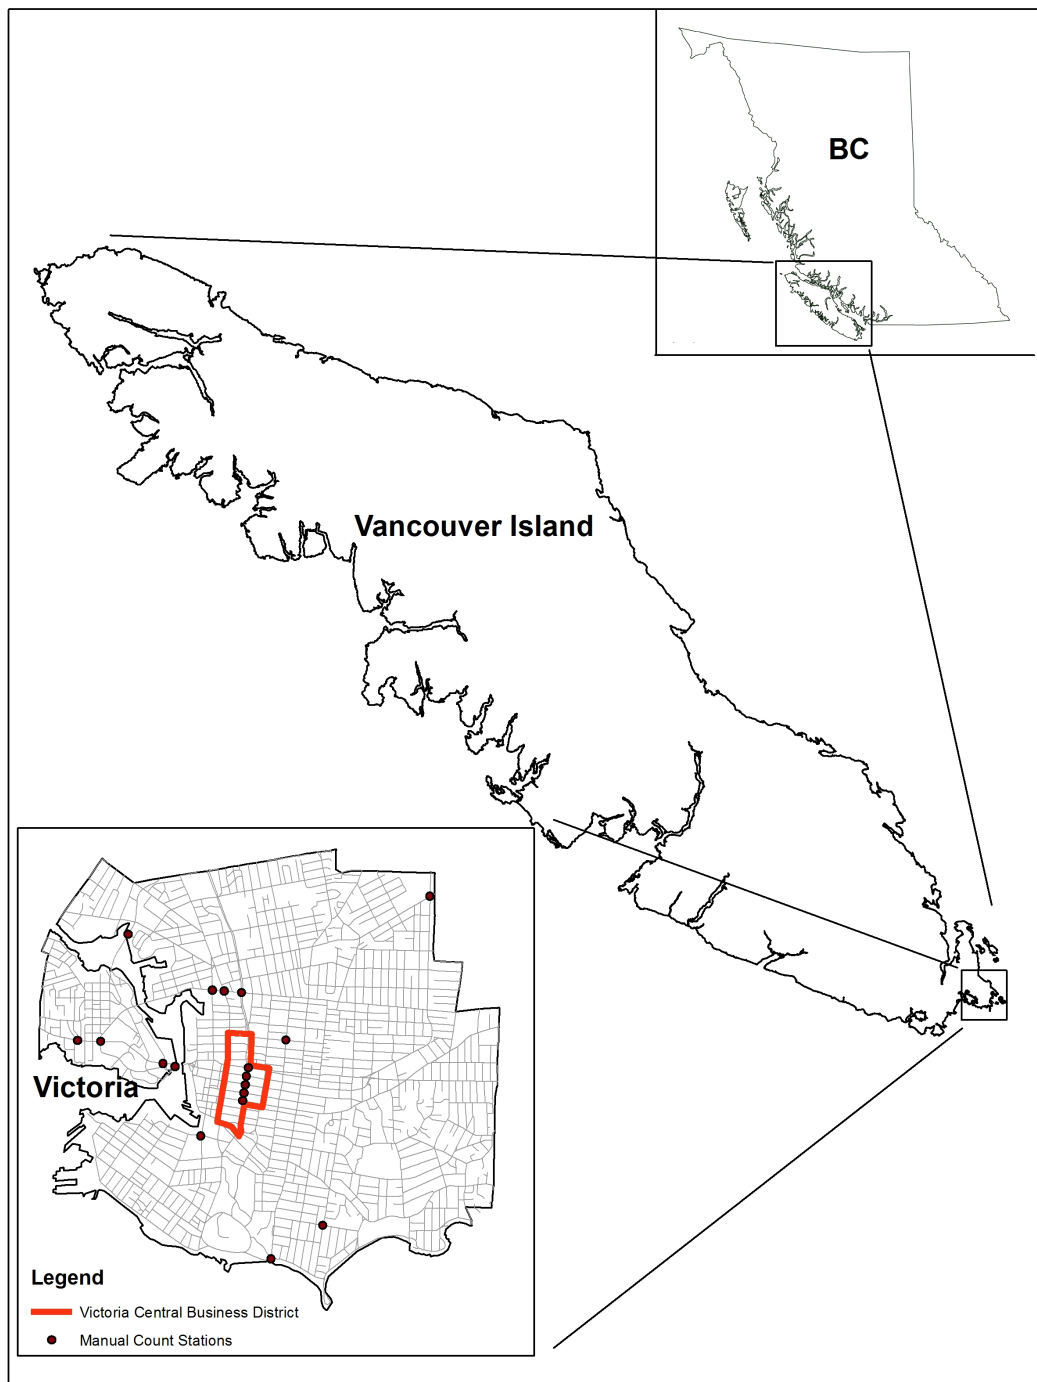 BC
Vancouver Island
Victoria
Legend
Victoria Central Business District
Manual Count Stations